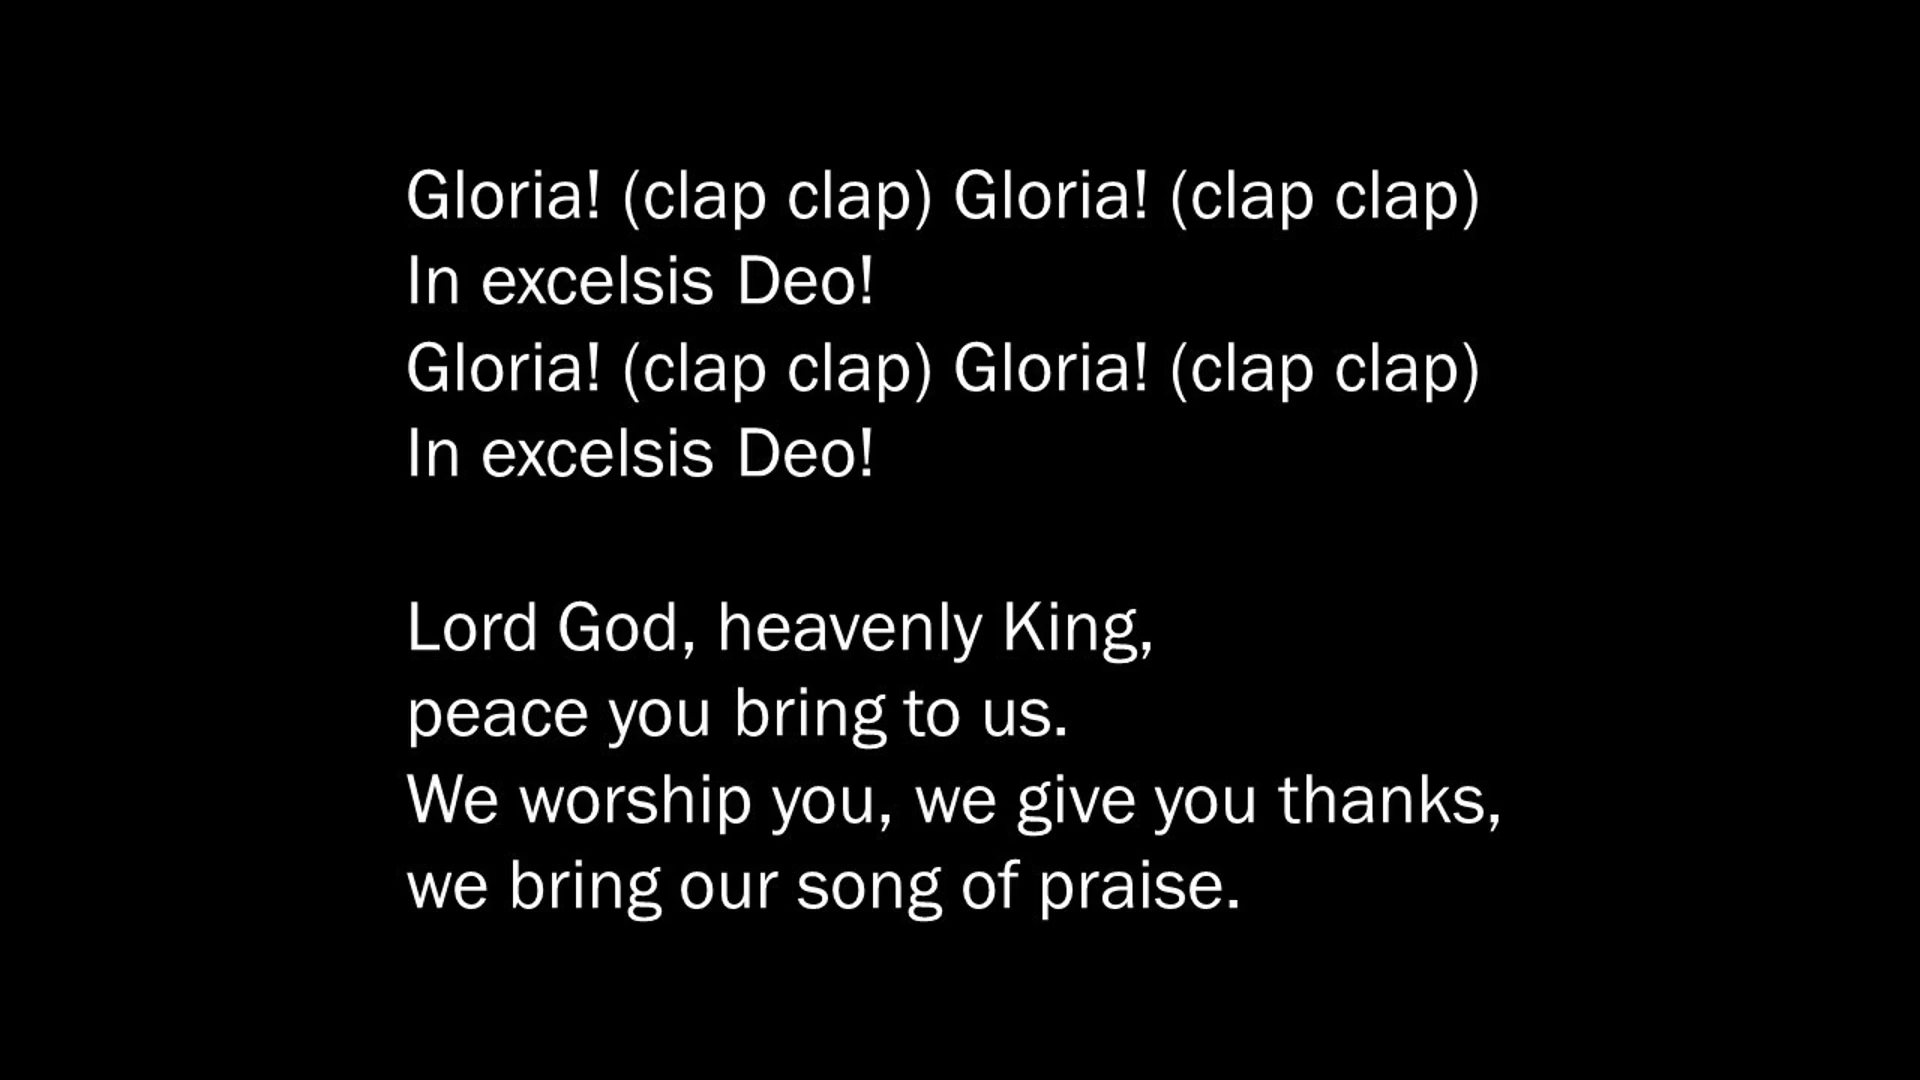 Gloria! (clap clap) Gloria! (clap clap)
In excelsis Deo!
Gloria! (clap clap) Gloria! (clap clap)
In excelsis Deo!
Lord God, heavenly King,
peace you bring to us.
We worship you, we give you thanks,
we bring our song of praise.